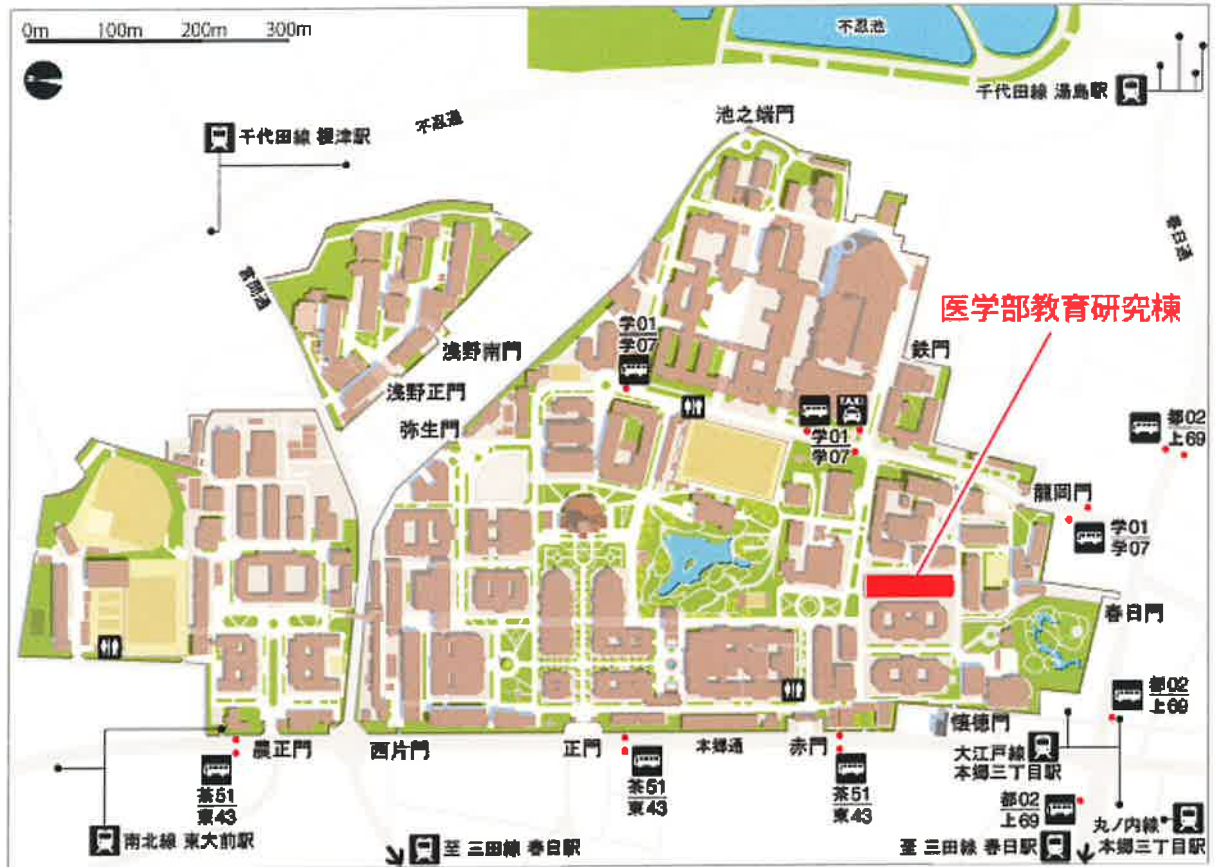 0m 100m 200m 300m
不忍池
千代田線 湯島駅
池之端門
不忍通
千代田線 根津駅
春日通
言問通
医学部教育研究棟
学01
学07
鉄門
浅野南門
浅野正門
弥生門
TAXI
学01
学07
都02
上69
龍岡門
学01
学07
春日門
都02
上69
懐徳門
大江戸線
本郷三丁目駅
農正門
西片門
正門
本郷通
赤門
茶51
東43
茶51
東43
茶51
東43
都02
上69
丸ノ内線
本郷三丁目駅
南北線 東大前駅
至 三田線 春日駅
至 三田線 春日駅